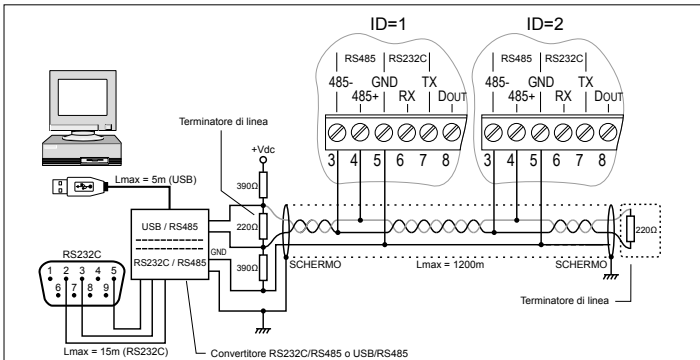 ID=1 ID=2
RS485 RS232C RS485 RS232C
485- GND TX 485- GND TX
485+ RX DOUT 485+ RX DOUT
3 4 5 6 7 8 3 4 5 6 7 8
Terminatore di linea
+Vdc
Lmax = 5m (USB)
390Ω
USB / RS485
220Ω
220Ω
GND
RS232C
RS232C / RS485
390Ω
SCHERMO Lmax = 1200m SCHERMO
1 2 3 4 5
6 7 8 9
Terminatore di linea
Lmax = 15m (RS232C)
Convertitore RS232C/RS485 o USB/RS485